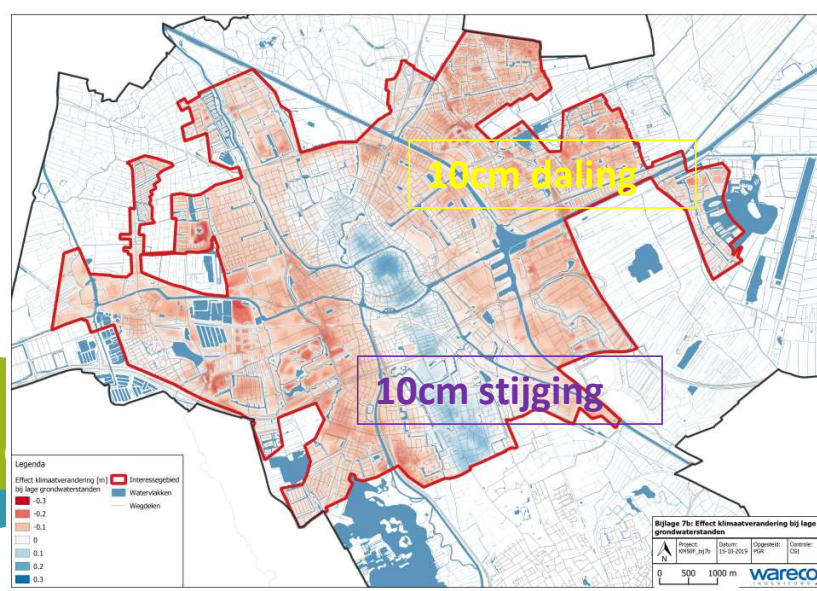 10cm daling
10cm stijging
Legenda
Effect klimaatverandering [m]
bij lage grondwaterstanden
-0.3
-0.2
-0.1
0
0.1
0.2
0.3
Interessegebied
Watervlakken
Wegdelen
Bijlage 7b: Effect klimaatverandering bij lage
grondwaterstanden
N
Project:
Datum:
15-10-2019
Opgesteld:
PGR
Controle:
CGI
0 500 1000 m
wareco
INGENIEURS